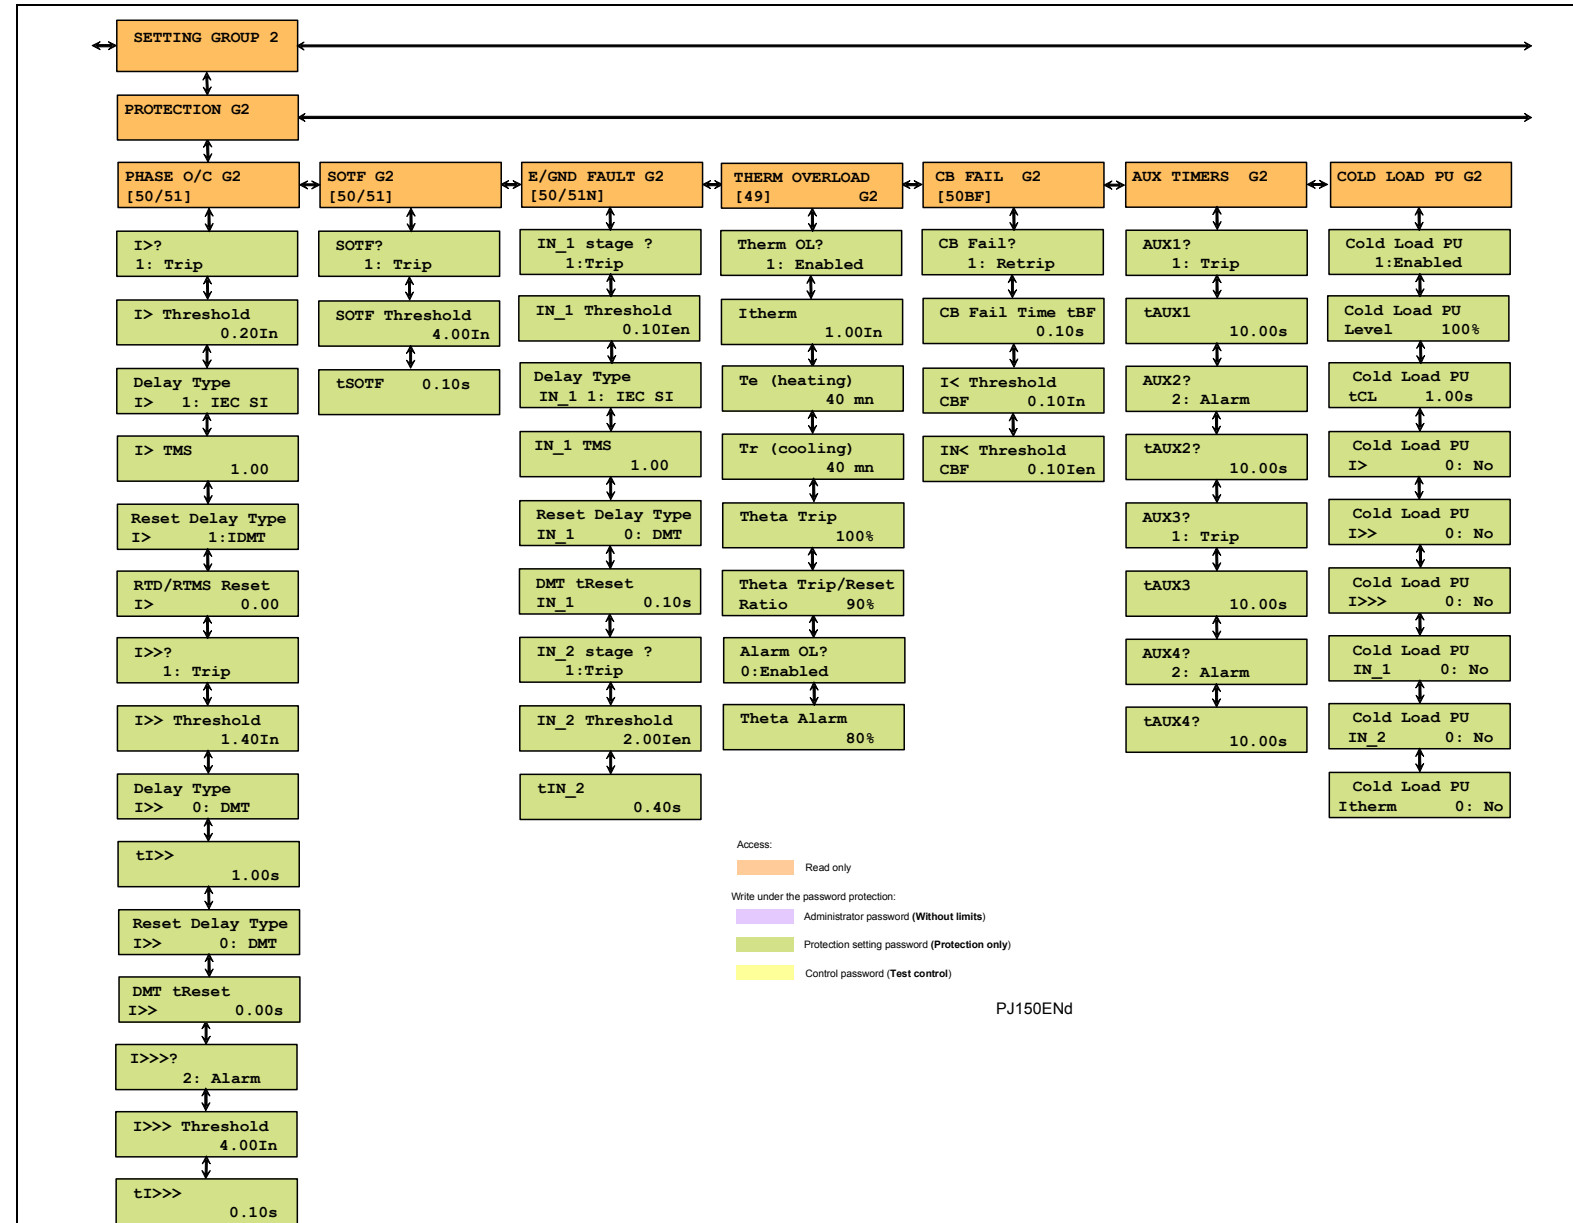 SETTING GROUP 2
PROTECTION G2
PHASE O/C G2
[50/51]
I>?
1: Trip
I> Threshold
0.20In
Delay Type
I> 1: IEC SI
I> TMS
1.00
Reset Delay Type
I> 1:IDMT
RTD/RTMS Reset
I> 0.00
I>>?
1: Trip
I>> Threshold
1.40In
Delay Type
I>> 0: DMT
tI>>
1.00s
Reset Delay Type
I>> 0: DMT
DMT tReset
I>> 0.00s
I>>>?
2: Alarm
I>>> Threshold
4.00In
tI>>>
0.10s
SOTF G2
[50/51]
SOTF?
1: Trip
SOTF Threshold
4.00In
tSOTF 0.10s
E/GND FAULT G2
[50/51N]
IN_1 stage ?
1:Trip
IN_1 Threshold
0.10Ien
Delay Type
IN_1 1: IEC SI
IN_1 TMS
1.00
Reset Delay Type
IN_1 0: DMT
DMT tReset
IN_1 0.10s
IN_2 stage ?
1:Trip
IN_2 Threshold
2.00Ien
tIN_2
0.40s
THERM OVERLOAD
[49] G2
Therm OL?
1: Enabled
Itherm
1.00In
Te (heating)
40 mn
Tr (cooling)
40 mn
Theta Trip
100%
Theta Trip/Reset
Ratio 90%
Alarm OL?
0:Enabled
Theta Alarm
80%
CB FAIL G2
[50BF]
CB Fail?
1: Retrip
CB Fail Time tBF
0.10s
I< Threshold
CBF 0.10In
IN< Threshold
CBF 0.10Ien
AUX TIMERS G2
AUX1?
1: Trip
tAUX1
10.00s
AUX2?
2: Alarm
tAUX2?
10.00s
AUX3?
1: Trip
tAUX3
10.00s
AUX4?
2: Alarm
tAUX4?
10.00s
COLD LOAD PU G2
Cold Load PU
1:Enabled
Cold Load PU
Level 100%
Cold Load PU
tCL 1.00s
Cold Load PU
I> 0: No
Cold Load PU
I>> 0: No
Cold Load PU
I>>> 0: No
Cold Load PU
IN_1 0: No
Cold Load PU
IN_2 0: No
Cold Load PU
Itherm 0: No
Access:
Read only
Write under the password protection:
Administrator password (Without limits)
Protection setting password (Protection only)
Control password (Test control)
PJ150ENd